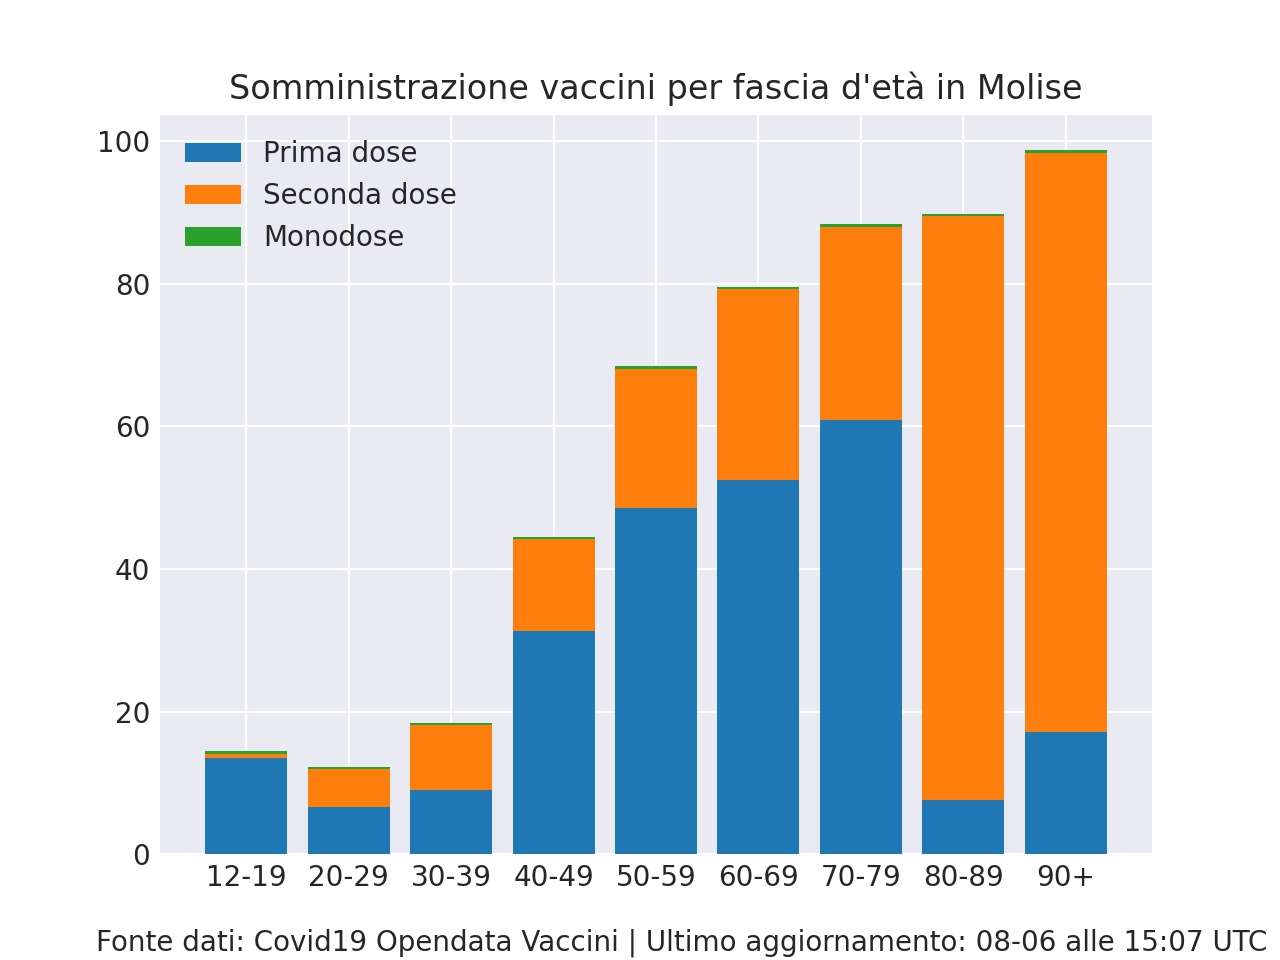 Somministrazione vaccini per fascia d'età in Molise
Prima dose
Seconda dose
Monodose
100
80
60
40
20
0
12-19 20-29 30-39 40-49 50-59 60-69 70-79 80-89 90+
Fonte dati: Covid19 Opendata Vaccini | Ultimo aggiornamento: 08-06 alle 15:07 UTC